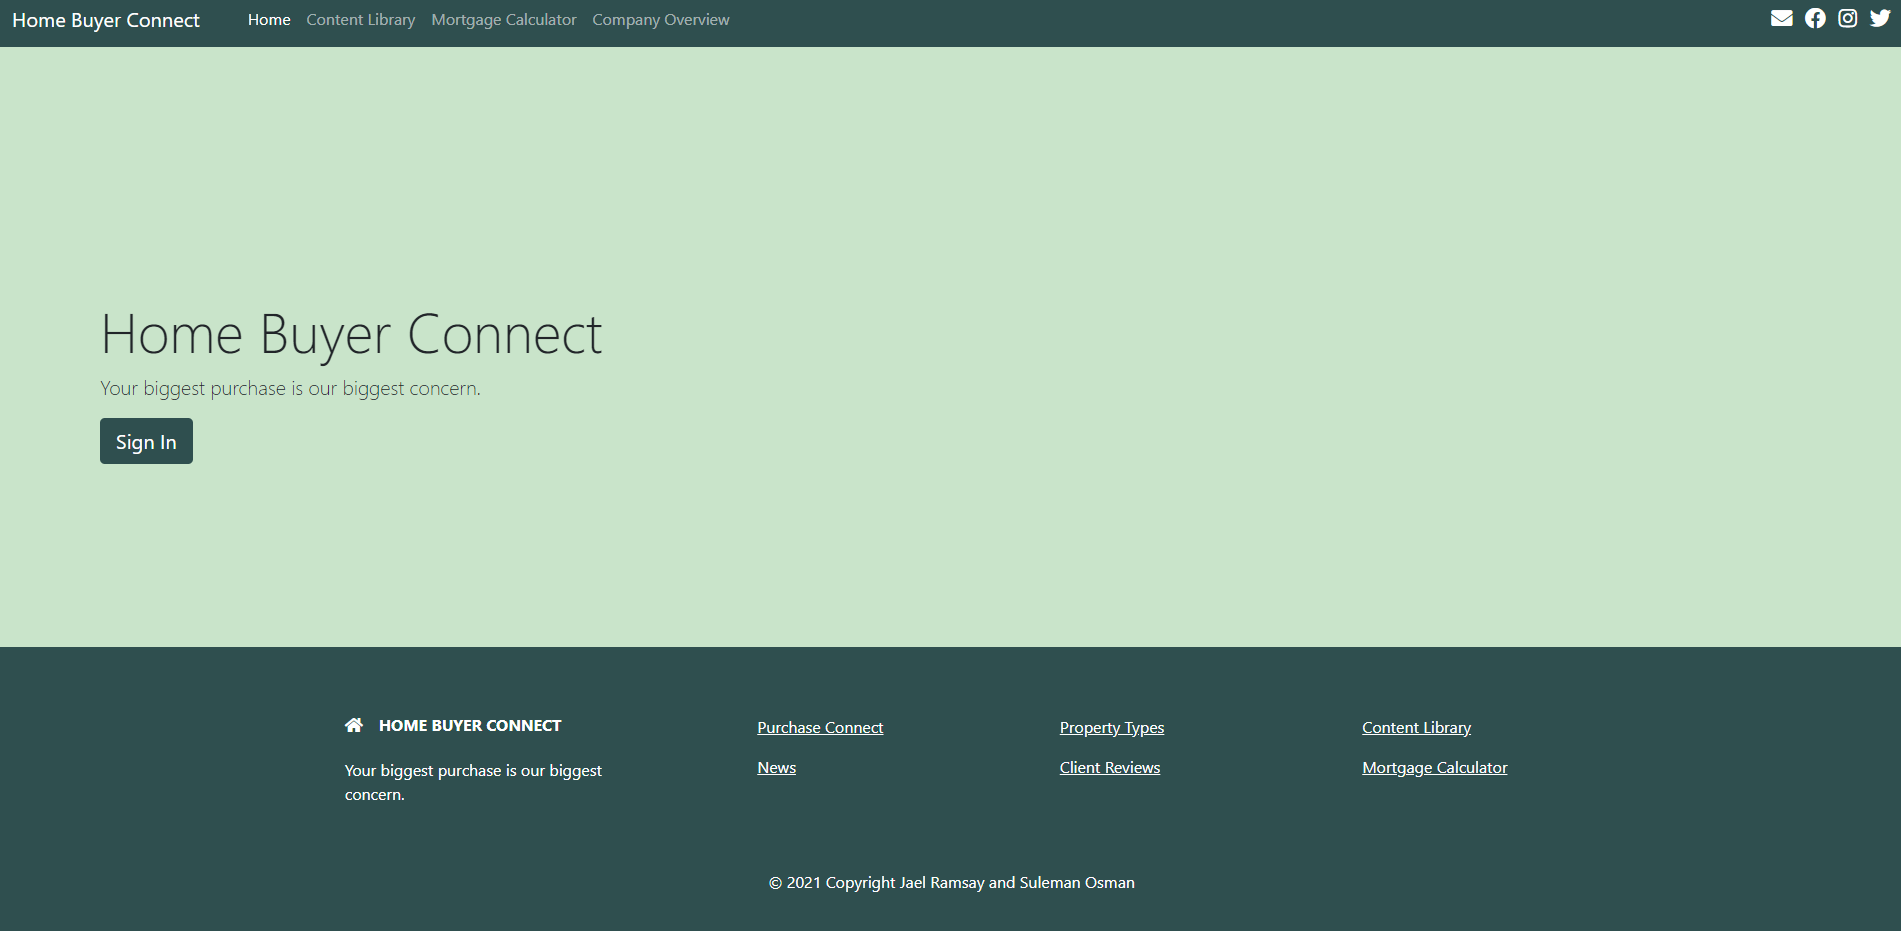 Home Buyer Connect Home Content Library Mortgage Calculator Company Overview
Home Buyer Connect
Your biggest purchase is our biggest concern.
Sign In
HOME BUYER CONNECT
Your biggest purchase is our biggest
concern.
Purchase Connect
News
Property Types
Client Reviews
Content Library
Mortgage Calculator
© 2021 Copyright Jael Ramsay and Suleman Osman